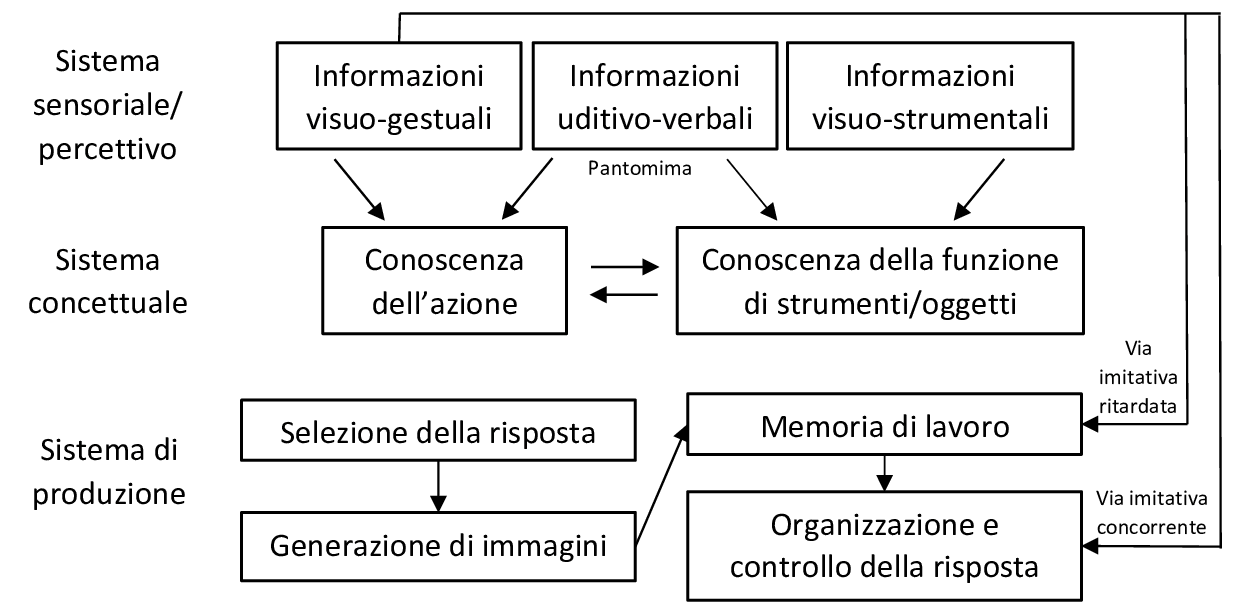 Sistema
sensoriale/
percettivo
Informazioni
visuo-gestuali
Informazioni
uditivo-verbali
Informazioni
visuo-strumentali
Pantomima
Sistema
concettuale
Conoscenza
dell’azione
Conoscenza della funzione
di strumenti/oggetti
Via
imitativa
ritardata
Sistema di
produzione
Selezione della risposta
Memoria di lavoro
Generazione di immagini
Organizzazione e
controllo della risposta
Via imitativa
concorrente